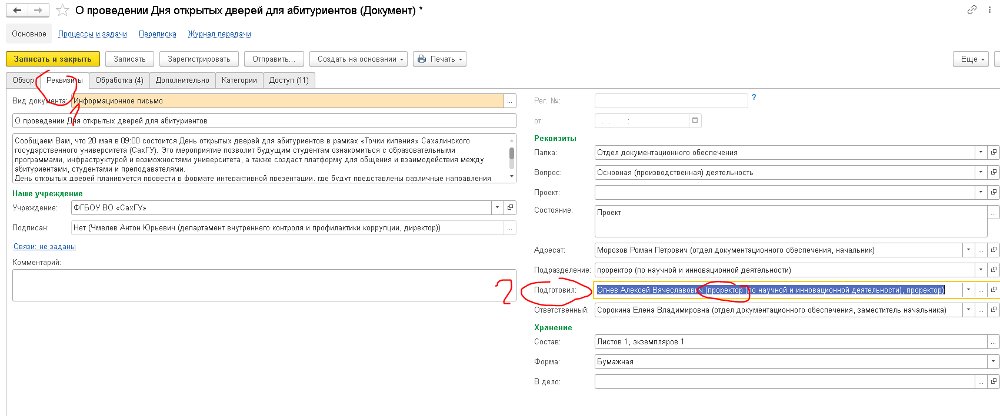 О проведении Дня открытых дверей для абитуриентов (Документ) *
Основное Процессы и задачи Переписка Журнал передачи
Записать и закрыть Записать Зарегистрировать Отправить... Создать на основании Печать Еще
Обзор Реквизиты Обработка (4) Дополнительно Категории Доступ (11)
1
Вид документа: Информационное письмо ...
О проведении Дня открытых дверей для абитуриентов
Сообщаем Вам, что 20 мая в 09:00 состоится День открытых дверей для абитуриентов в рамках «Точки кипения» Сахалинского
государственного университета (СахГУ). Это мероприятие позволит будущим студентам ознакомиться с образовательными
программами, инфраструктурой и возможностями университета, а также создаст платформу для общения и взаимодействия между
абитуриентами, студентами и преподавателями.
День открытых дверей планируется провести в формате интерактивной презентации, где будут представлены различные направления
Наше учреждение
Учреждение: ФГБОУ ВО «СахГУ»
Подписан: Нет (Чмелев Антон Юрьевич (департамент внутреннего контроля и профилактики коррупции, директор)) ...
Связи: не заданы
Комментарий:
Рег. №: ?
от: . . :
Реквизиты
Папка: Отдел документационного обеспечения
Вопрос: Основная (производственная) деятельность
Проект:
Состояние: Проект ...
Адресат: Морозов Роман Петрович (отдел документационного обеспечения, начальник) ...
Подразделение: проректор (по научной и инновационной деятельности)
2
Подготовил: Огнев Алексей Вячеславович (проректор (по научной и инновационной деятельности), проректор) ...
Ответственный: Сорокина Елена Владимировна (отдел документационного обеспечения, заместитель начальника) ...
Хранение
Состав: Листов 1, экземпляров 1 ...
Форма: Бумажная
В дело: ...